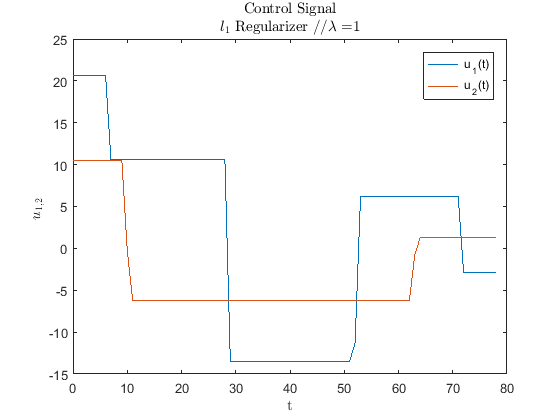 Control Signal
l₁ Regularizer //λ =1
25
20
15
10
5
0
-5
-10
-15
u₁,₂
u₁(t)
u₂(t)
0 10 20 30 40 50 60 70 80
t